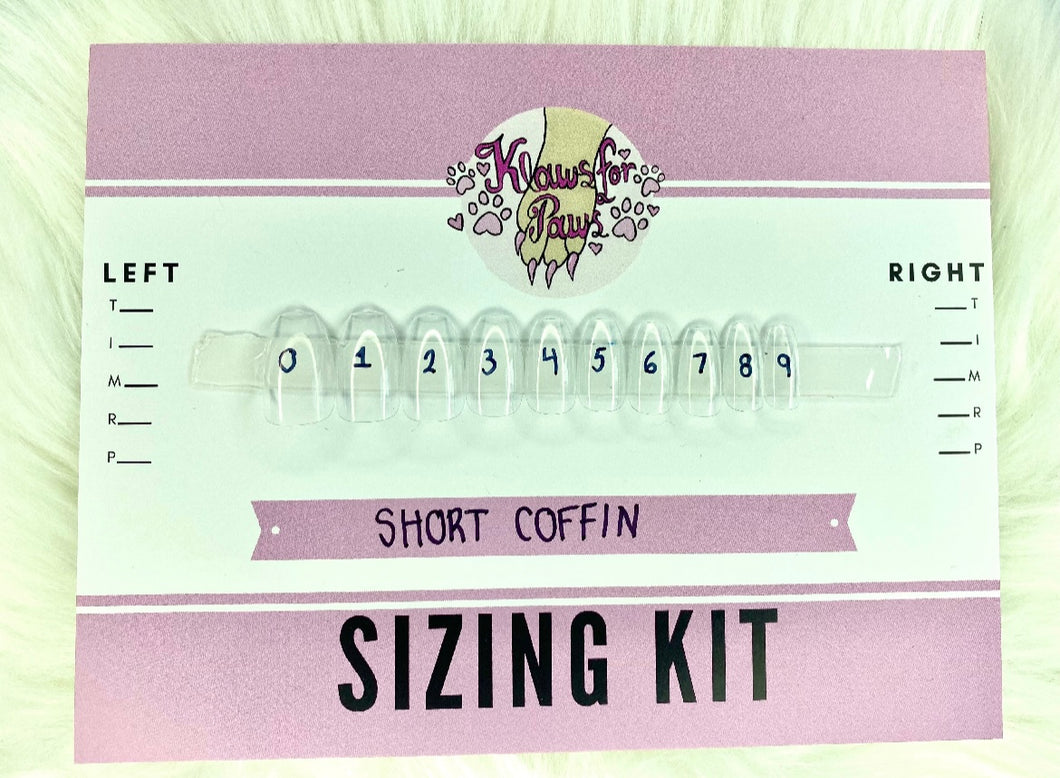 Klaws for
Paws
LEFT
RIGHT
T
I
M
R
P
T
I
M
R
P
0 1 2 3 4 5 6 7 8 9
SHORT COFFIN
SIZING KIT